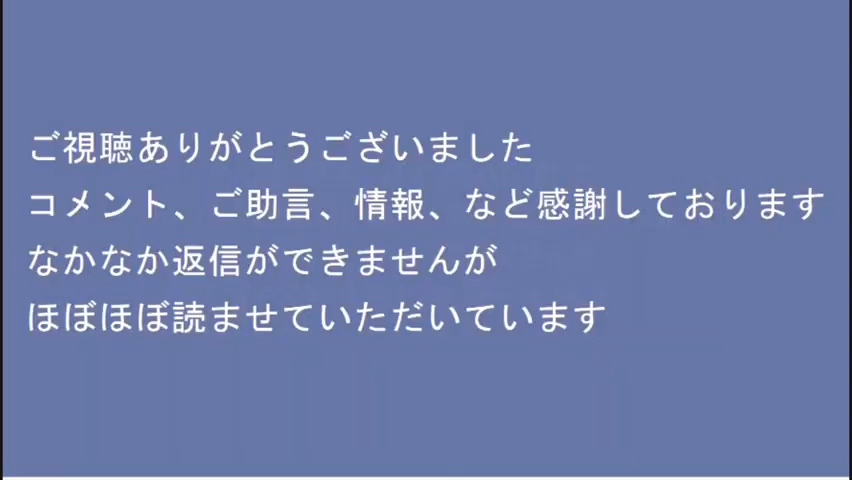 ご視聴ありがとうございました
コメント、ご助言、情報、など感謝しております
なかなか返信ができませんが
ほぼほぼ読ませていただいています